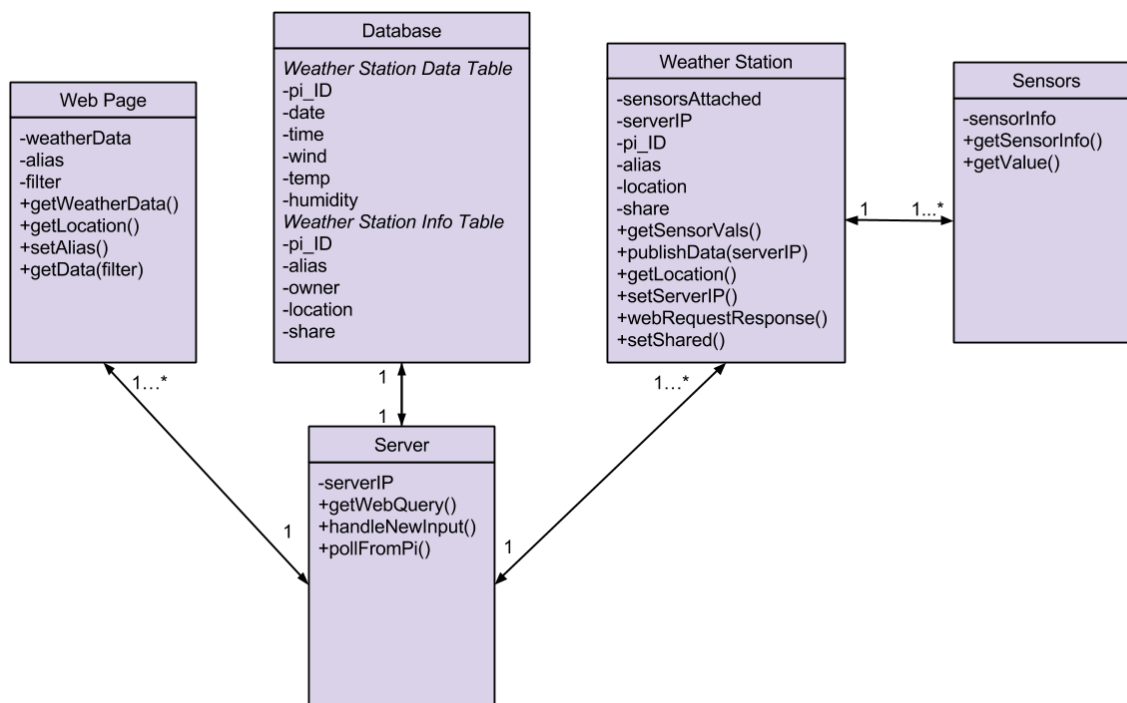 Web Page
-weatherData
-alias
-filter
+getWeatherData()
+getLocation()
+setAlias()
+getData(filter)
Database
Weather Station Data Table
-pi_ID
-date
-time
-wind
-temp
-humidity
Weather Station Info Table
-pi_ID
-alias
-owner
-location
-share
Weather Station
-sensorsAttached
-serverIP
-pi_ID
-alias
-location
-share
+getSensorVals()
+publishData(serverIP)
+getLocation()
+setServerIP()
+webRequestResponse()
+setShared()
1
1...*
Sensors
-sensorInfo
+getSensorInfo()
+getValue()
1...*
1
1
1
1...*
1
Server
-serverIP
+getWebQuery()
+handleNewInput()
+pollFromPi()